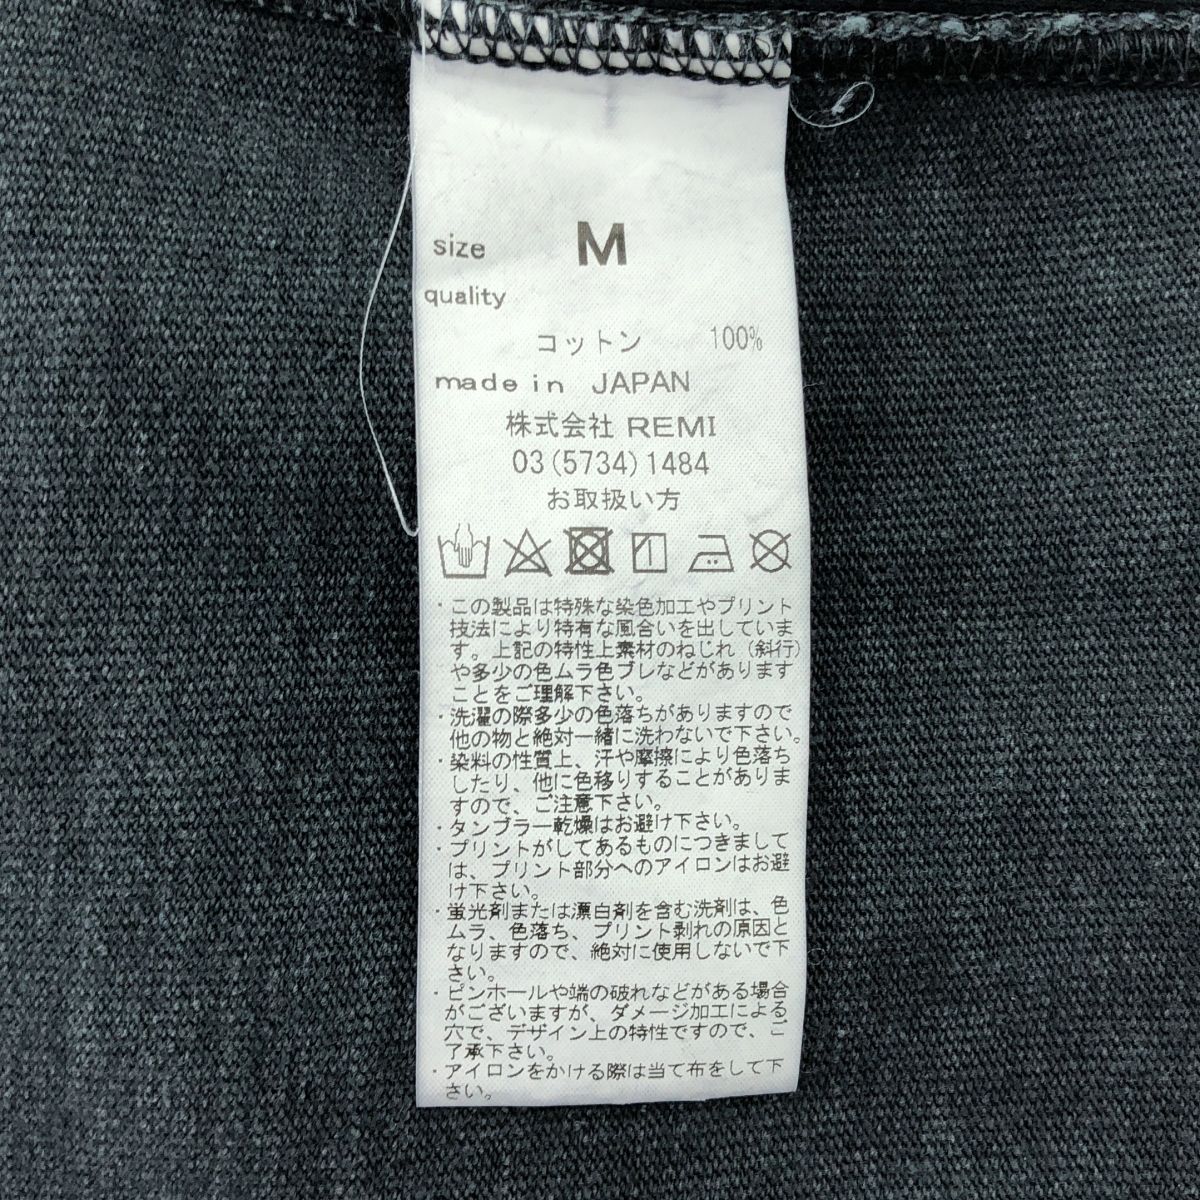 size M
quality
コットン 100%
made in JAPAN
株式会社 REMI
03(5734)1484
お取扱い方
・この製品は特殊な染色加工やプリント
技法により特有な風合いを出していま
す。上記の特性上素材のねじれ（斜行）
や多少の色ムラ色ブレなどがあります
ことをご理解下さい。
・洗濯の際多少の色落ちがありますので
他の物と絶対一緒に洗わないで下さい。
・染料の性質上、汗や摩擦により色落ち
したり、他に色移りすることがありま
すので、ご注意下さい。
・タンブラー乾燥はお避け下さい。
・プリントがしてあるものにつきまして
は、プリント部分へのアイロンはお避
け下さい。
・蛍光剤または漂白剤を含む洗剤は、色
ムラ、色落ち、プリント剥れの原因と
なりますので、絶対に使用しないで下
さい。
・ピンホールや端の破れなどがある場合
がございますが、ダメージ加工による
穴で、デザイン上の特性ですので、ご
了承下さい。
・アイロンをかける際は当て布をして下
さい。